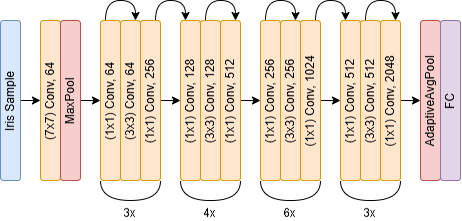 Iris Sample
(7x7) Conv, 64
MaxPool
(1x1) Conv, 64
(3x3) Conv, 64
(1x1) Conv, 256
(1x1) Conv, 128
(3x3) Conv, 128
(1x1) Conv, 512
(1x1) Conv, 256
(3x3) Conv, 256
(1x1) Conv, 1024
(1x1) Conv, 512
(3x3) Conv, 512
(1x1) Conv, 2048
AdaptiveAvgPool
FC
3x
4x
6x
3x